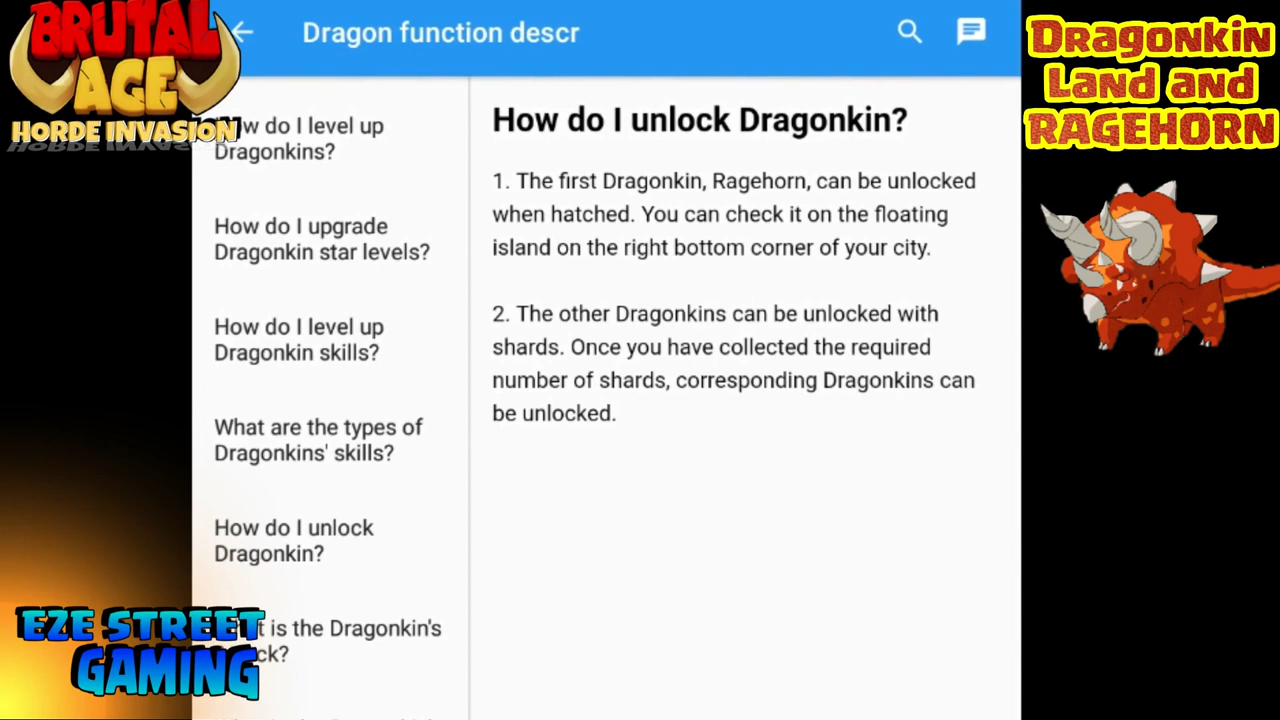 BRUTAL
AGE
HORDE INVASION
Dragon function descr
Dragonkin
Land and
RAGEHORN
How do I level up
Dragonkins?
How do I upgrade
Dragonkin star levels?
How do I level up
Dragonkin skills?
What are the types of
Dragonkins' skills?
How do I unlock
Dragonkin?
is the Dragonkin's
How do I unlock Dragonkin?
1. The first Dragonkin, Ragehorn, can be unlocked
when hatched. You can check it on the floating
island on the right bottom corner of your city.
2. The other Dragonkins can be unlocked with
shards. Once you have collected the required
number of shards, corresponding Dragonkins can
be unlocked.
EZE STREET
GAMING